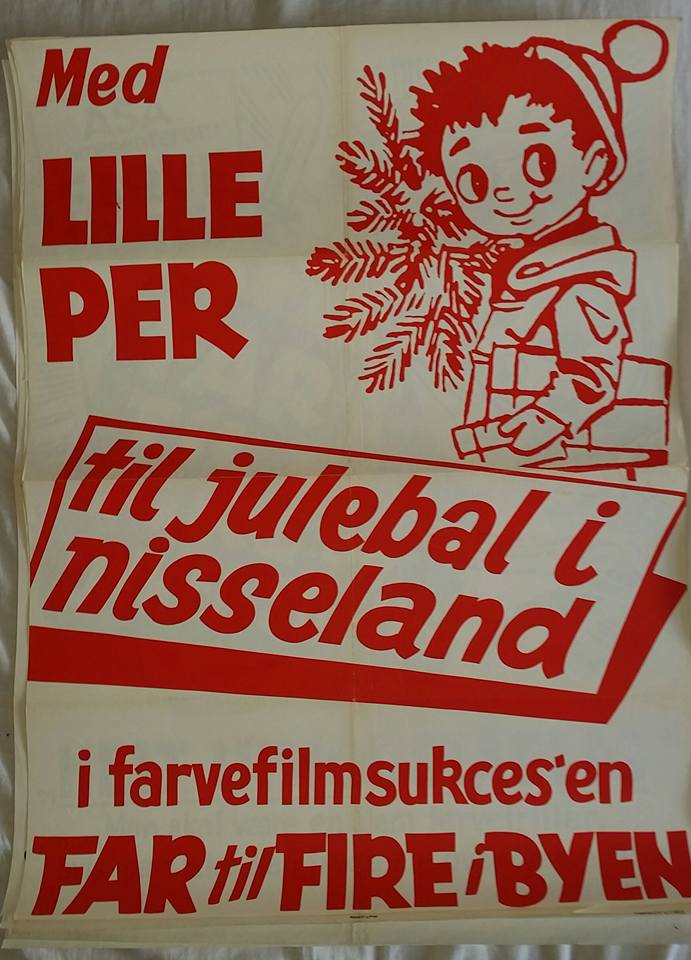 Med
LILLE
PER
til julebal i
nisseland
i farvefilmsukces'en
FAR til FIRE i BYEN